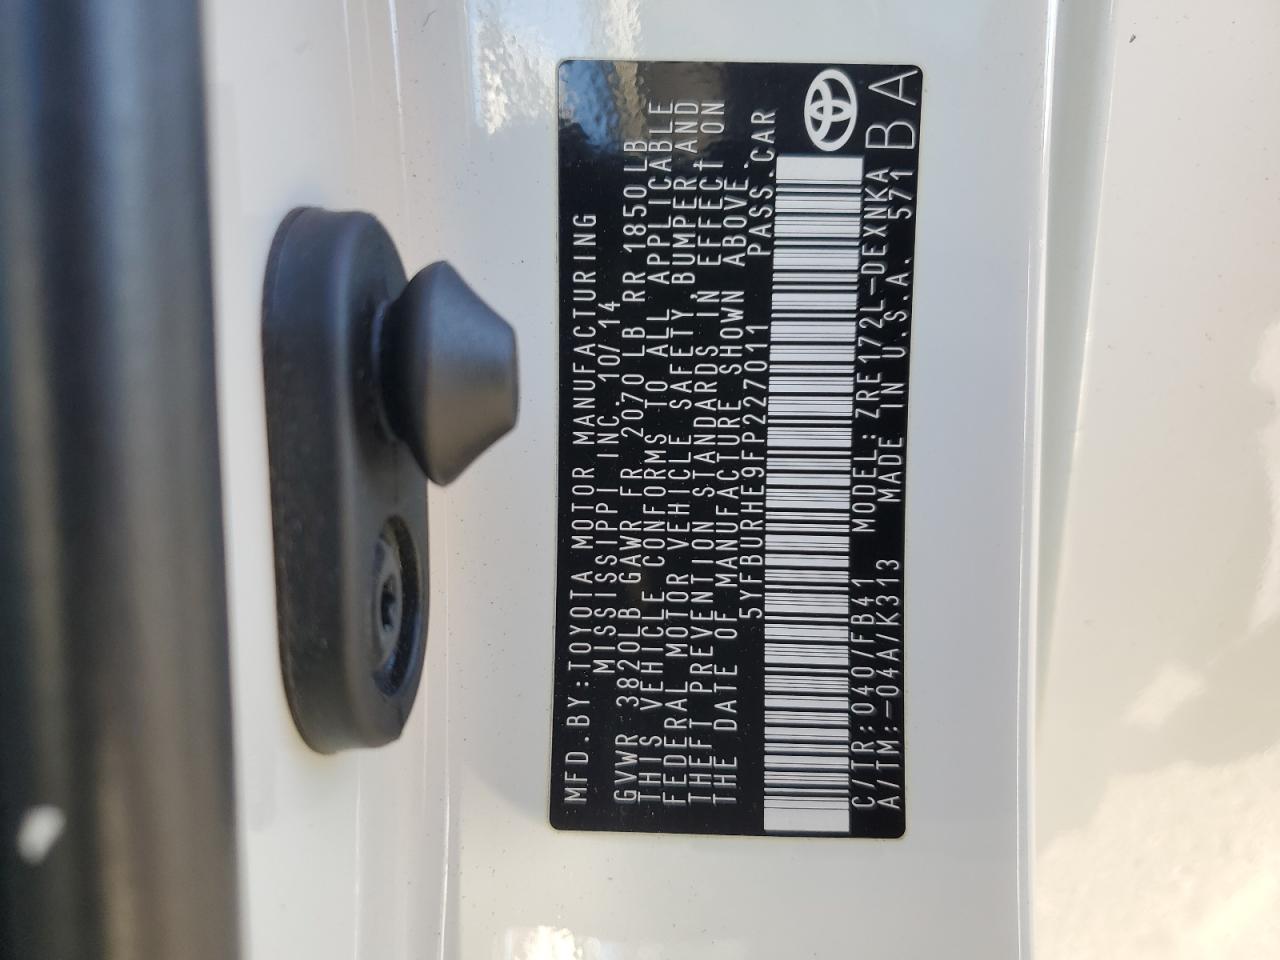 MFD.BY:TOYOTA MOTOR MANUFACTURING
MISSISSIPPI INC.10/14
GVWR 3820LB GAWR FR 2070 LB RR 1850 LB
THIS VEHICLE CONFORMS TO ALL APPLICABLE
FEDERAL MOTOR VEHICLE SAFETY, BUMPER, AND
THEFT PREVENTION STANDARDS IN EFFECT ON
THE DATE OF MANUFACTURE SHOWN ABOVE.
5YFBURHE9FP227011 PASS.CAR
C/TR:040/FB41 MODEL: ZRE172L-DEXNKA
A/TM:-04A/K313 MADE IN U.S.A. 571 BA